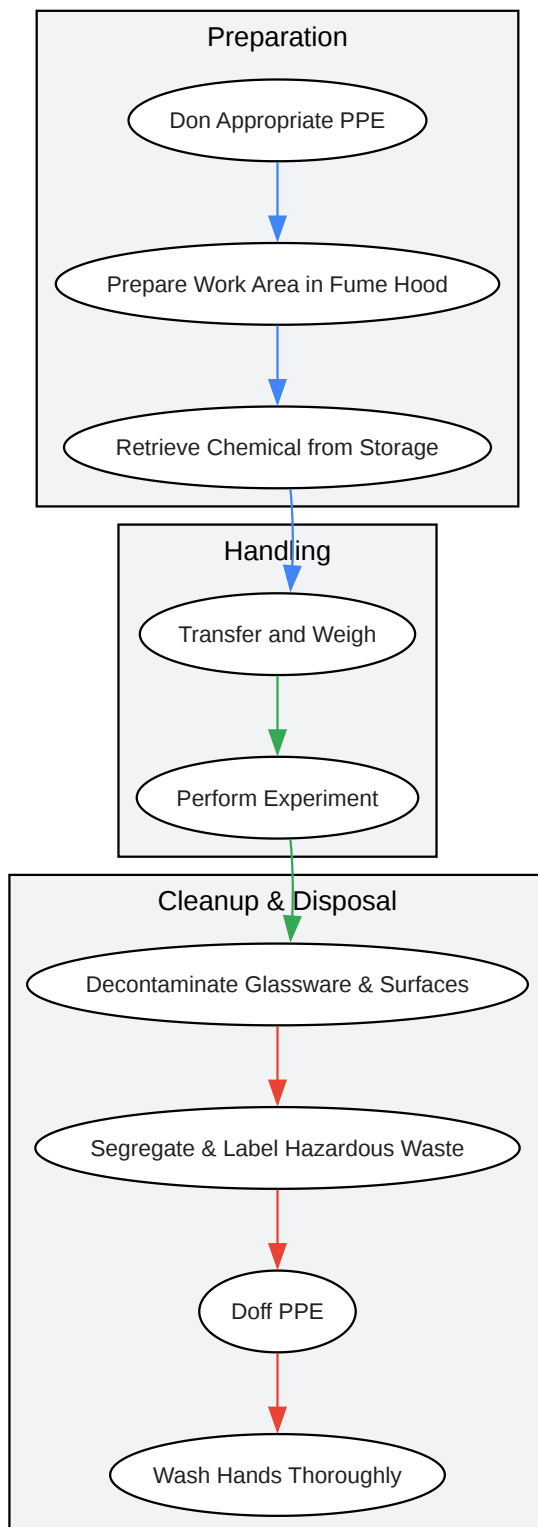 Preparation
Don Appropriate PPE
Prepare Work Area in Fume Hood
Retrieve Chemical from Storage
Handling
Transfer and Weigh
Perform Experiment
Cleanup & Disposal
Decontaminate Glassware & Surfaces
Segregate & Label Hazardous Waste
Doff PPE
Wash Hands Thoroughly